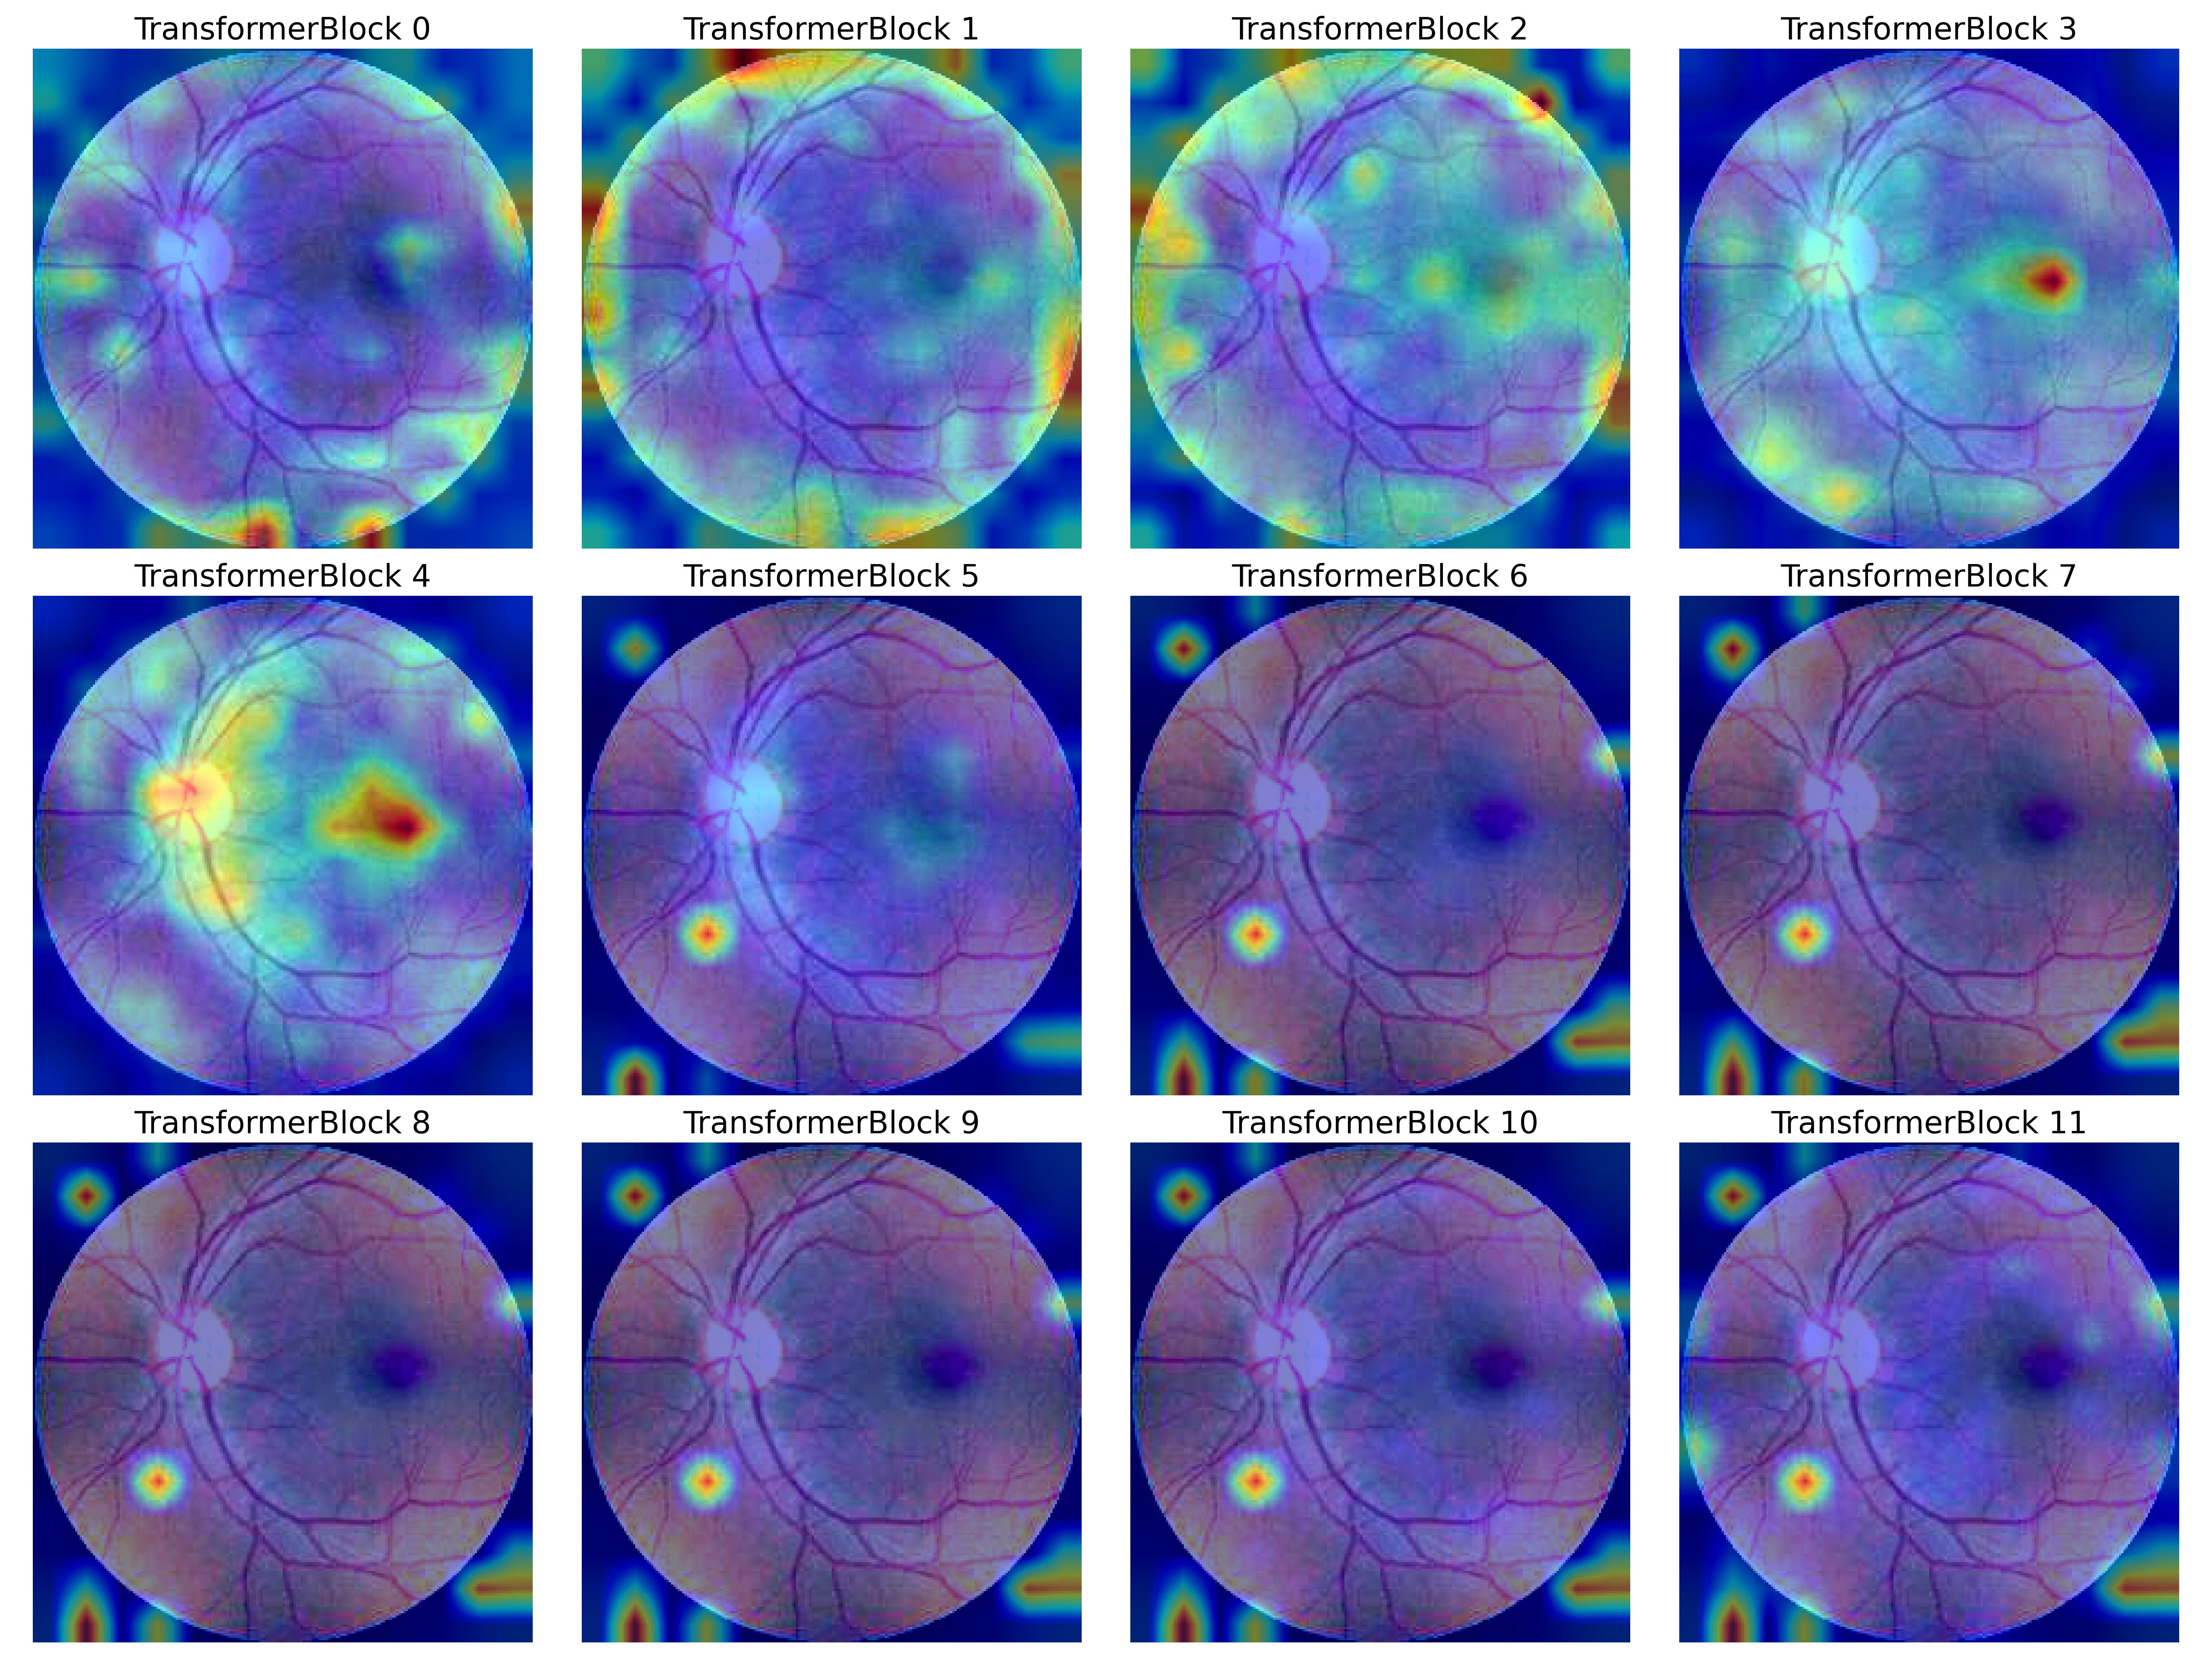 TransformerBlock 0
TransformerBlock 1
TransformerBlock 2
TransformerBlock 3
TransformerBlock 4
TransformerBlock 5
TransformerBlock 6
TransformerBlock 7
TransformerBlock 8
TransformerBlock 9
TransformerBlock 10
TransformerBlock 11